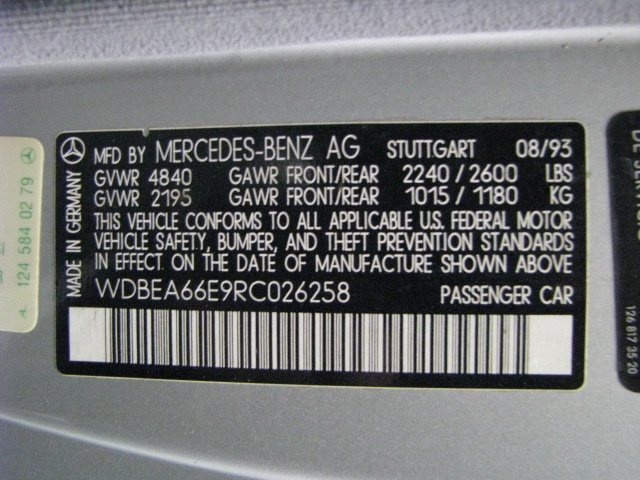 MFD BY MERCEDES-BENZ AG STUTTGART 08/93
GVWR 4840 GAWR FRONT/REAR 2240 / 2600 LBS
GVWR 2195 GAWR FRONT/REAR 1015 / 1180 KG
THIS VEHICLE CONFORMS TO ALL APPLICABLE U.S. FEDERAL MOTOR
VEHICLE SAFETY, BUMPER, AND THEFT PREVENTION STANDARDS
IN EFFECT ON THE DATE OF MANUFACTURE SHOWN ABOVE
WDBEA66E9RC026258 PASSENGER CAR
MADE IN GERMANY
A 124 584 02 79
126 817 35 20